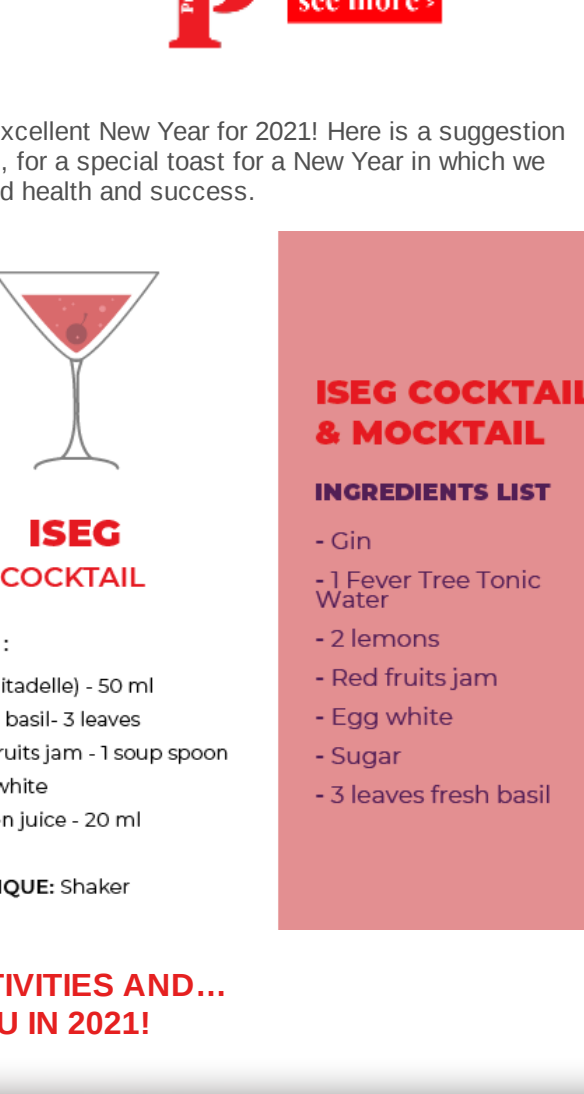 see more >
xcellent New Year for 2021! Here is a suggestion
, for a special toast for a New Year in which we
d health and success.
ISEG
COCKTAIL
:
itadelle) - 50 ml
basil- 3 leaves
ruits jam - 1 soup spoon
white
n juice - 20 ml
IQUE: Shaker
ISEG COCKTAIL
& MOCKTAIL
INGREDIENTS LIST
- Gin
- 1 Fever Tree Tonic
Water
- 2 lemons
- Red fruits jam
- Egg white
- Sugar
- 3 leaves fresh basil
TIVITIES AND...
U IN 2021!